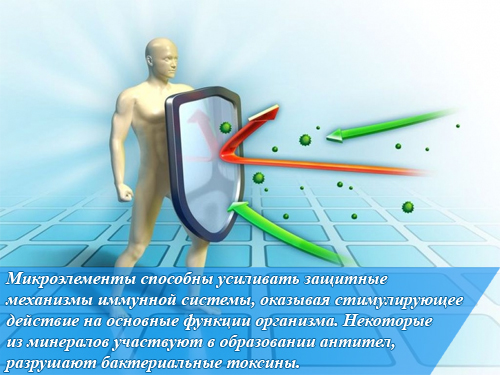 Микроэлементы способны усиливать защитные
механизмы иммунной системы, оказывая стимулирующее
действие на основные функции организма. Некоторые
из минералов участвуют в образовании антител,
разрушают бактериальные токсины.